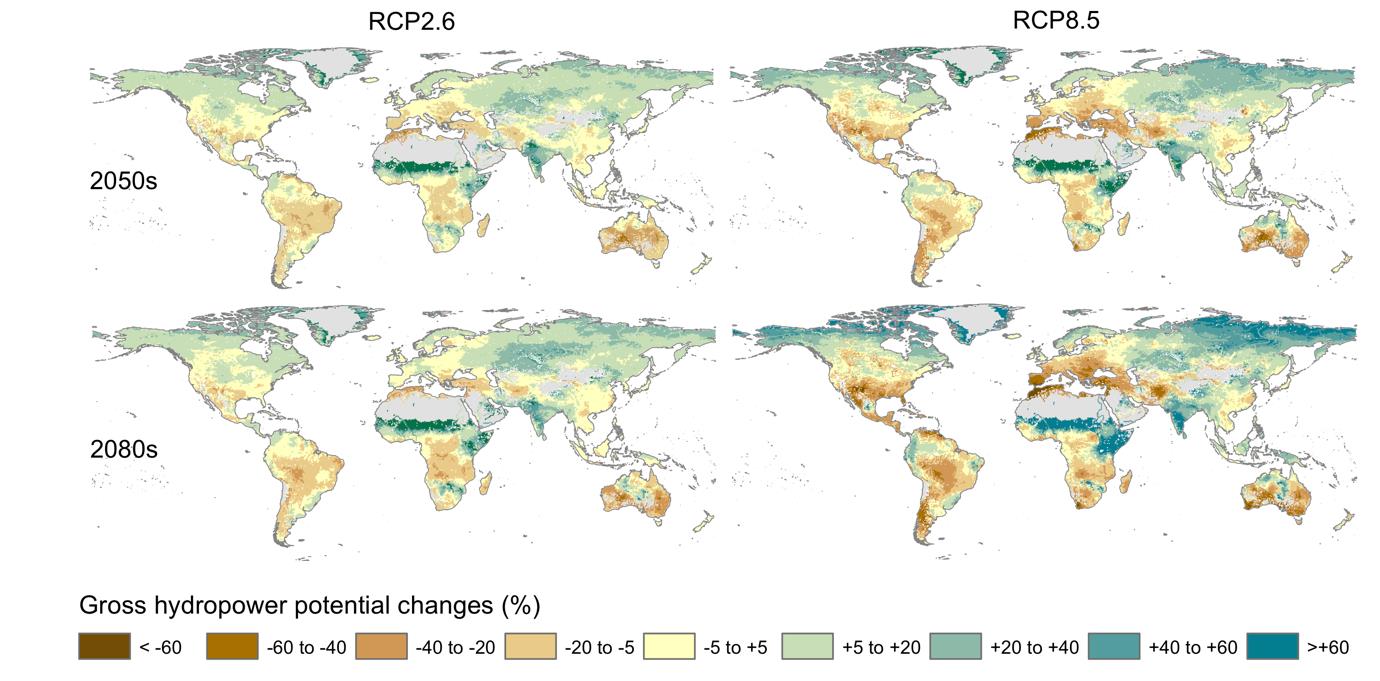 RCP2.6
RCP8.5
2050s
2080s
Gross hydropower potential changes (%)
< -60
-60 to -40
-40 to -20
-20 to -5
-5 to +5
+5 to +20
+20 to +40
+40 to +60
>+60